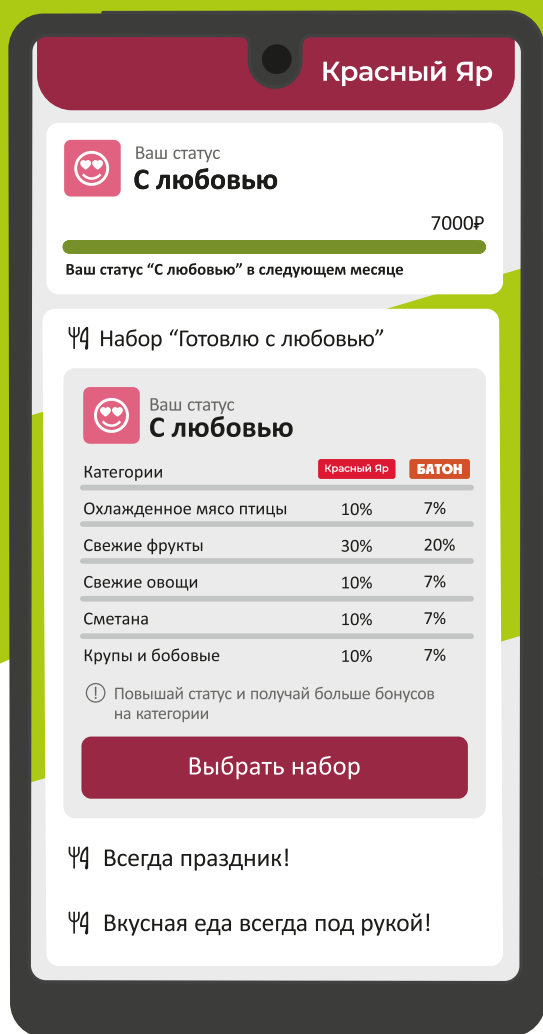 Красный Яр
Ваш статус
С любовью
7000₽
Ваш статус “С любовью” в следующем месяце
Набор “Готовлю с любовью”
Ваш статус
С любовью
Категории Красный Яр БАТОН
Охлажденное мясо птицы 10% 7%
Свежие фрукты 30% 20%
Свежие овощи 10% 7%
Сметана 10% 7%
Крупы и бобовые 10% 7%
Повышай статус и получай больше бонусов
на категории
Выбрать набор
Всегда праздник!
Вкусная еда всегда под рукой!